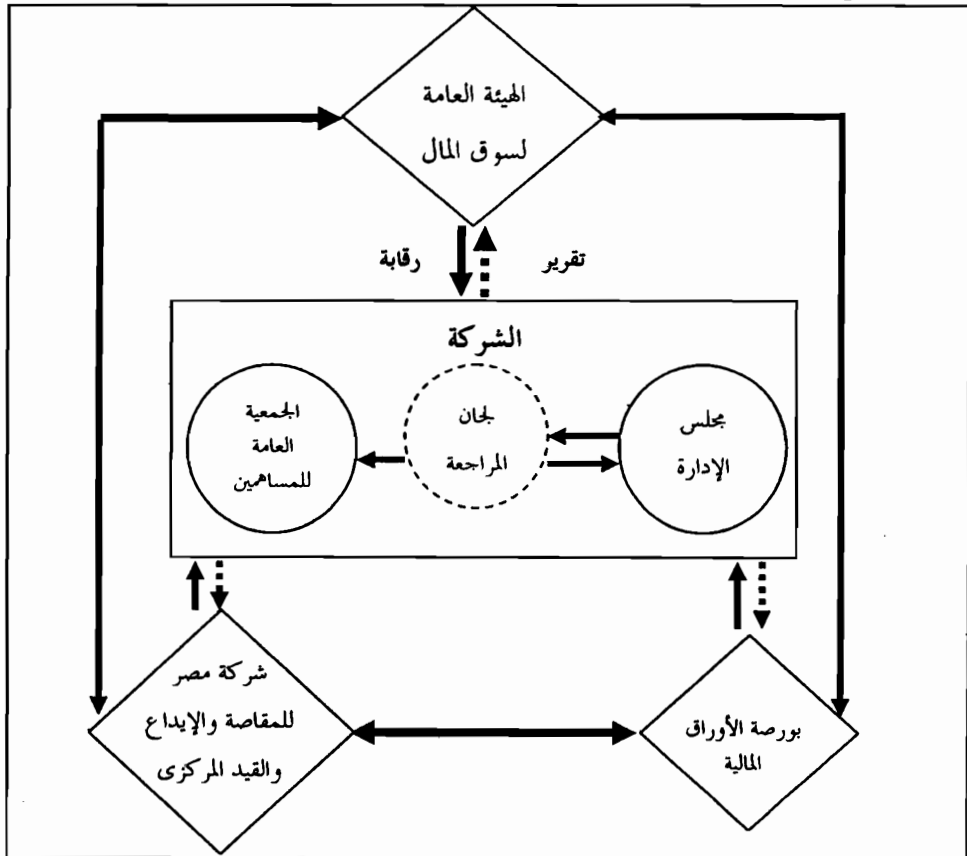 الهيئة العامة
لسوق المال
تقرير
رقابة
الشركة
مجلس
الإدارة
لجان
المراجعة
الجمعية
العامة
للمساهمين
بورصة الأوراق
المالية
شركة مصر
للمقاصة والإيداع
والقيد المركزى